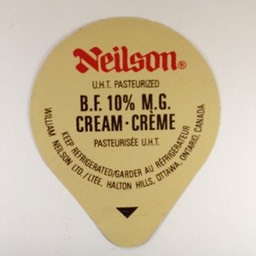 Neilson®
U.H.T. PASTEURIZED
B.F. 10% M.G.
CREAM·CRÈME
PASTEURISÉE U.H.T.
KEEP REFRIGERATED/GARDER AU RÉFRIGÉRATEUR
WILLIAM NEILSON LTD./LTÉE, HALTON HILLS, OTTAWA, ONTARIO, CANADA